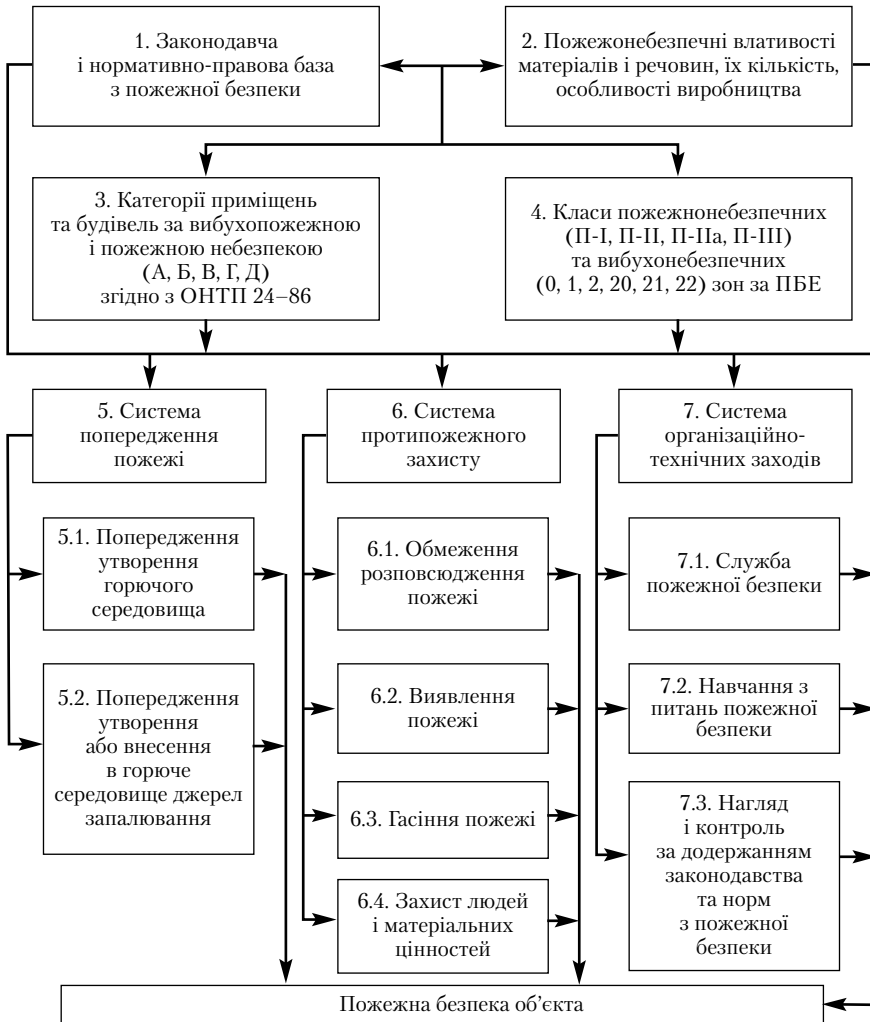 1. Законодавча
і нормативно-правова база
з пожежної безпеки
2. Пожежонебезпечні влативості
матеріалів і речовин, їх кількість,
особливості виробництва
3. Категорії приміщень
та будівель за вибухопожежною
і пожежною небезпекою
(А, Б, В, Г, Д)
згідно з ОНТП 24–86
4. Класи пожежнонебезпечних
(П-І, П-ІІ, П-ІІа, П-ІІІ)
та вибухонебезпечних
(0, 1, 2, 20, 21, 22) зон за ПБЕ
5. Система
попередження
пожежі
6. Система
протипожежного
захисту
7. Система
організаційно-
технічних заходів
5.1. Попередження
утворення
горючого
середовища
5.2. Попередження
утворення
або внесення
в горюче
середовище джерел
запалювання
6.1. Обмеження
розповсюдження
пожежі
6.2. Виявлення
пожежі
6.3. Гасіння пожежі
6.4. Захист людей
і матеріальних
цінностей
7.1. Служба
пожежної безпеки
7.2. Навчання з
питань пожежної
безпеки
7.3. Нагляд
і контроль
за додержанням
законодавства
та норм
з пожежної
безпеки
Пожежна безпека об’єкта